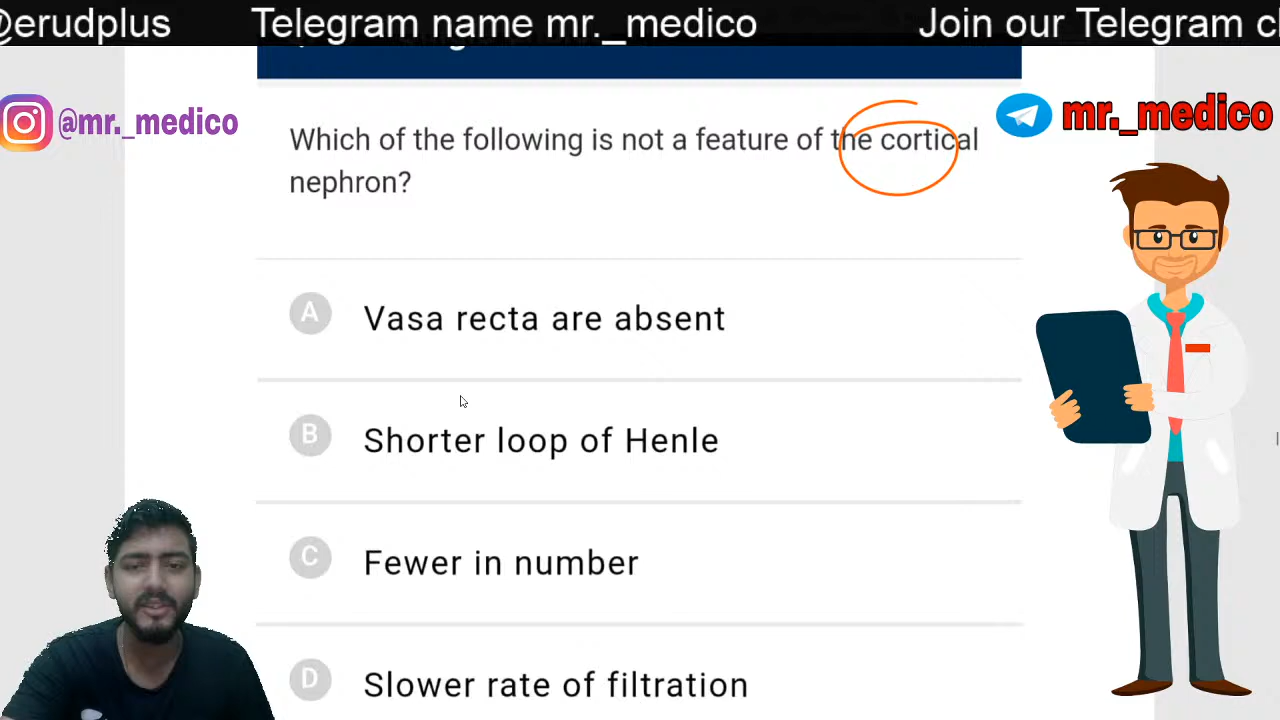 @erudplus Telegram name mr._medico Join our Telegram
@mr._medico
mr._medico
Which of the following is not a feature of the cortical
nephron?
A Vasa recta are absent
B Shorter loop of Henle
C Fewer in number
D Slower rate of filtration